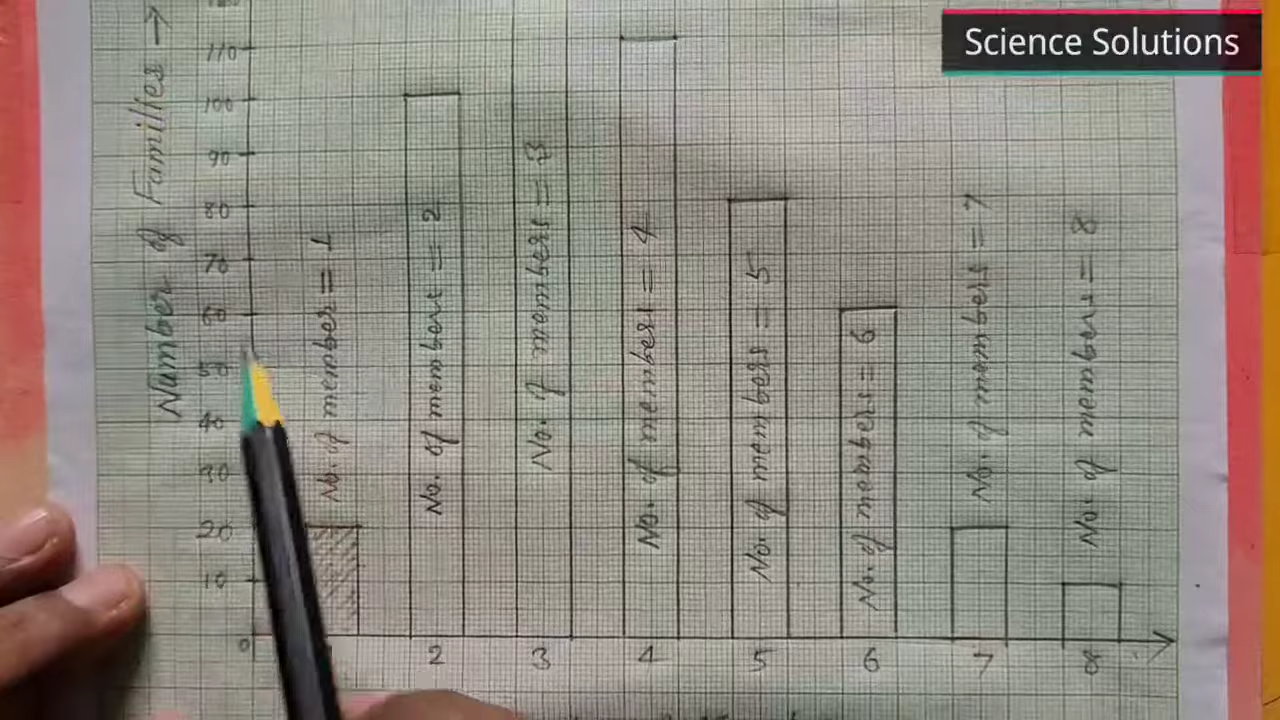 Science Solutions
Number of Families →
110
100
90
80
70
60
50
40
30
20
10
0
No. of member = 1
No. of members = 2
No. of members = 3
No. of members = 4
No. of members = 5
No. of members = 6
No. of members = 7
No. of members = 8
2 3 4 5 6 7 8